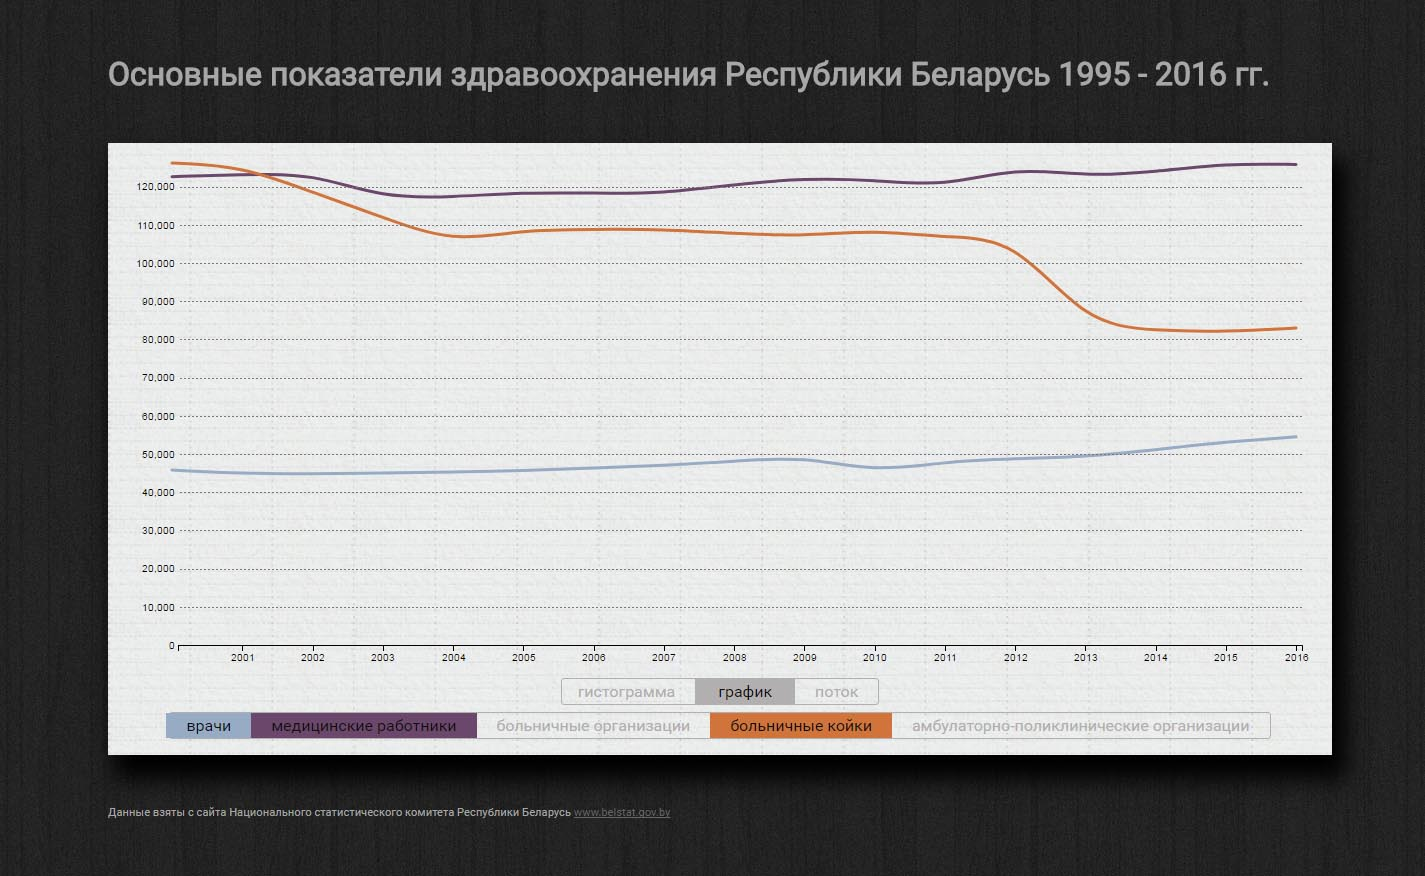 Основные показатели здравоохранения Республики Беларусь 1995 - 2016 гг.
120,000
110,000
100,000
90,000
80,000
70,000
60,000
50,000
40,000
30,000
20,000
10,000
0
2001 2002 2003 2004 2005 2006 2007 2008 2009 2010 2011 2012 2013 2014 2015 2016
гистограмма график поток
врачи медицинские работники больничные организации больничные койки амбулаторно-поликлинические организации
Данные взяты с сайта Национального статистического комитета Республики Беларусь www.belstat.gov.by